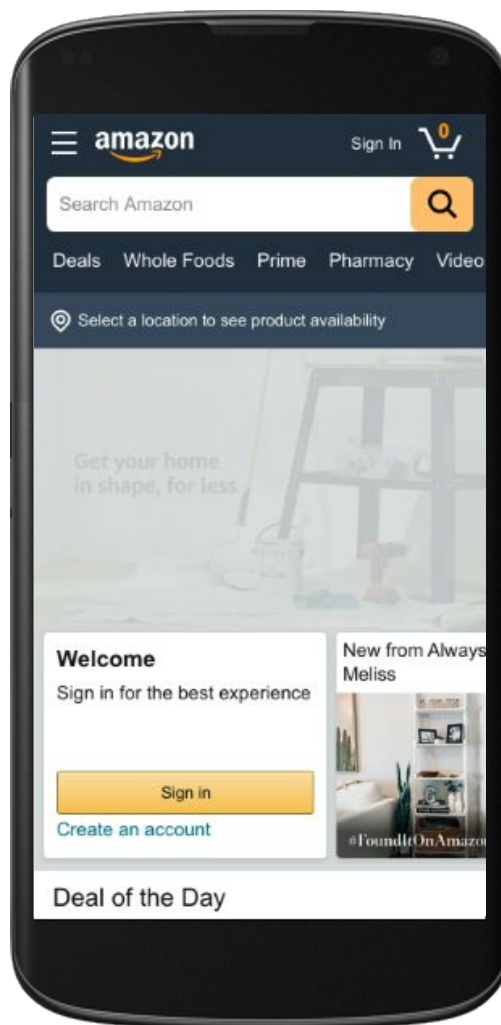 amazon
Sign In
0
Search Amazon
Deals Whole Foods Prime Pharmacy Video
Select a location to see product availability
Get your home
in shape, for less
Welcome
Sign in for the best experience
Sign in
Create an account
New from Always
Meliss
#FoundItOnAmazon
Deal of the Day